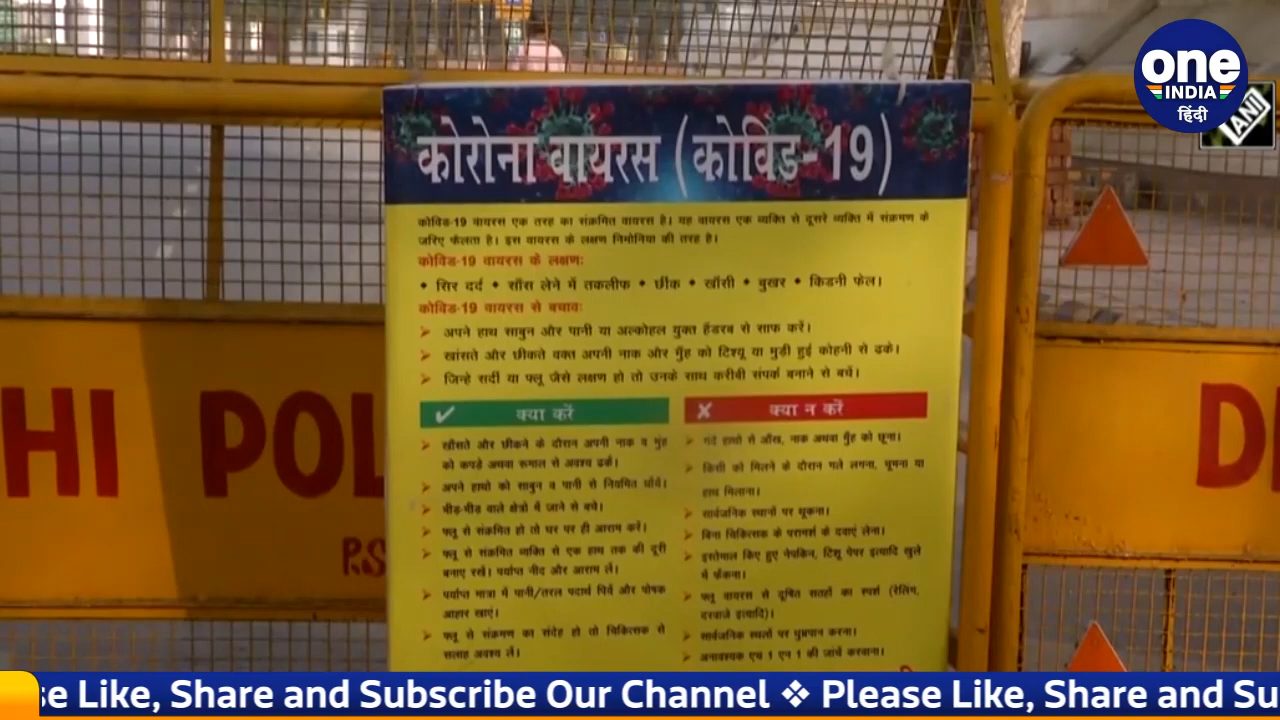 one
INDIA
हिंदी
ANI
कोरोना वायरस (कोविड-19)
कोविड-19 वायरस एक तरह का संक्रमित वायरस है। यह वायरस एक व्यक्ति से दूसरे व्यक्ति में संक्रमण के
जरिए फैलता है। इस वायरस के लक्षण निमोनिया की तरह है।
कोविड-19 वायरस के लक्षण:
• सिर दर्द • साँस लेने में तकलीफ • छींक • खाँसी • बुखर • किडनी फेल।
कोविड-19 वायरस से बचाव:
➢ अपने हाथ साबुन और पानी या अल्कोहल युक्त हैंडरब से साफ करें।
➢ खांसते और छीकते वक्त अपनी नाक और मुँह को टिश्यू या मुड़ी हुई कोहनी से ढके।
➢ जिन्हे सर्दी या फ्लू जैसे लक्षण हो तो उनके साथ करीबी संपर्क बनाने से बचें।
✓ क्या करें
➢ खाँसते और छीकने के दौरान अपनी नाक व मुंह
को कपडे अथवा रूमाल से अवश्य ढकें।
➢ अपने हाथो को साबुन व पानी से नियमित धोंयें।
➢ भीड़-भीड़ वाले क्षेत्रो में जाने से बचे।
➢ फ्लू से संक्रमित हो तो घर पर ही आराम करें।
➢ फ्लू से संक्रमित व्यक्ति से एक हाथ तक की दूरी
बनाए रखें। पर्याप्त नीद और आराम लें।
➢ पर्याप्त मात्रा में पानी/तरल पदार्थ पिये और पोषक
आहार खाएं।
➢ फ्लू से संक्रमण का संदेह हो तो चिकित्सक से
सलाह अवश्य लें।
✗ क्या न करें
➢ गंदे हाथो से आँख, नाक अथवा मुँह को छूना।
➢ किसी को मिलने के दौरान गले लगना, चूमना या
हाथ मिलाना।
➢ सार्वजनिक स्थानों पर थूकना।
➢ बिना चिकित्सक के परामर्श के दवाएं लेना।
➢ इस्तेमाल किए हुए नेपकिन, टिशू पेपर इत्यादि खुले
में फेंकना।
➢ फ्लू वायरस से दूषित सतहों का स्पर्श (रेलिंग,
दरवाजे इत्यादि)।
➢ सार्वजनिक स्थलों पर धुम्रपान करना।
➢ अनावश्यक एच 1 एन 1 की जांचें करवाना।
HI POL
P.S
D
se Like, Share and Subscribe Our Channel ❖ Please Like, Share and Su